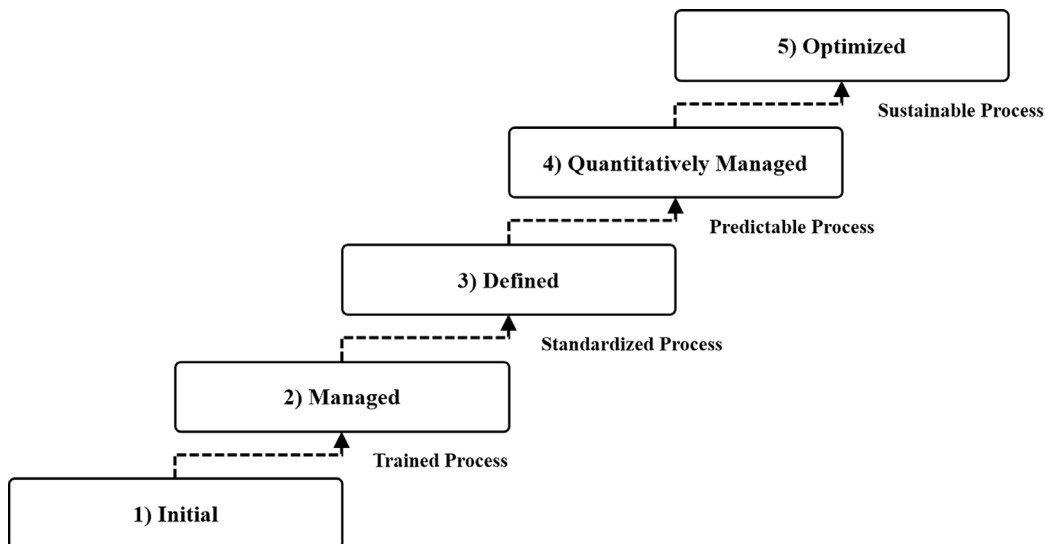 5) Optimized
Sustainable Process
4) Quantitatively Managed
Predictable Process
3) Defined
Standardized Process
2) Managed
Trained Process
1) Initial